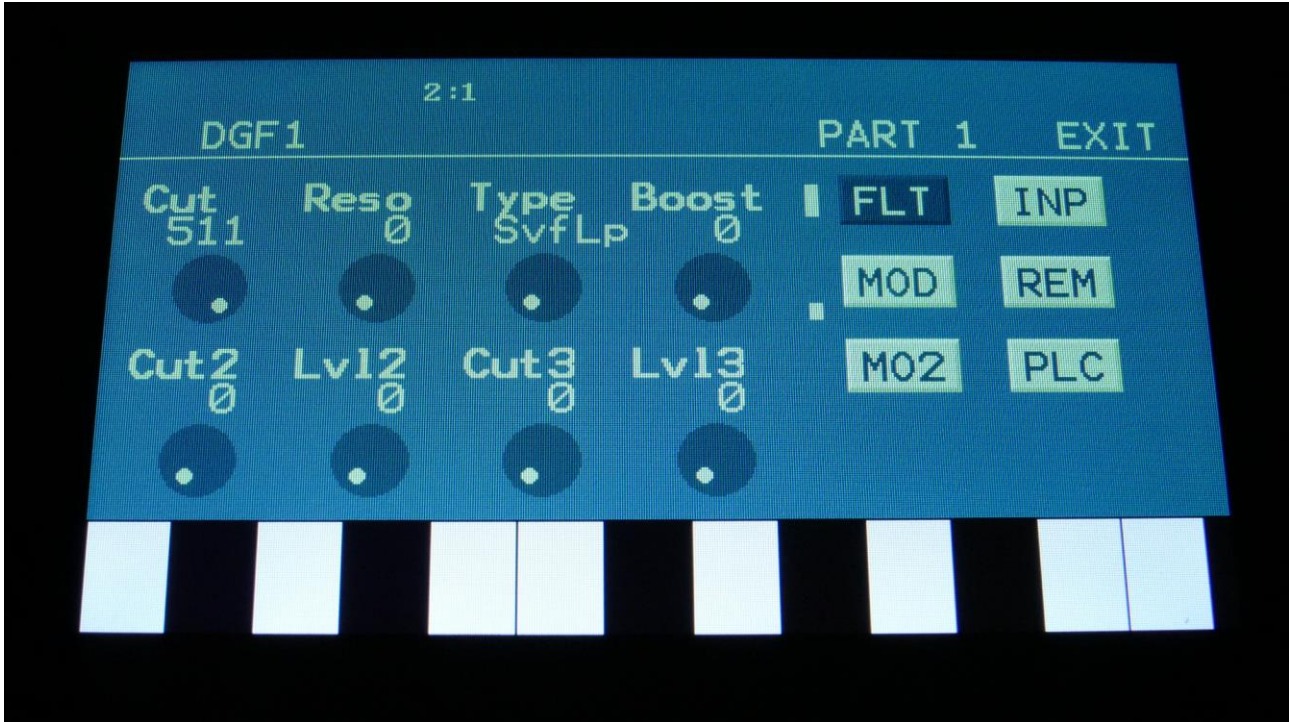 2:1
DGF1 PART 1 EXIT
Cut Reso Type Boost FLT INP
511 0 SvfLp 0
MOD REM
Cut2 Lvl2 Cut3 Lvl3 MO2 PLC
0 0 0 0